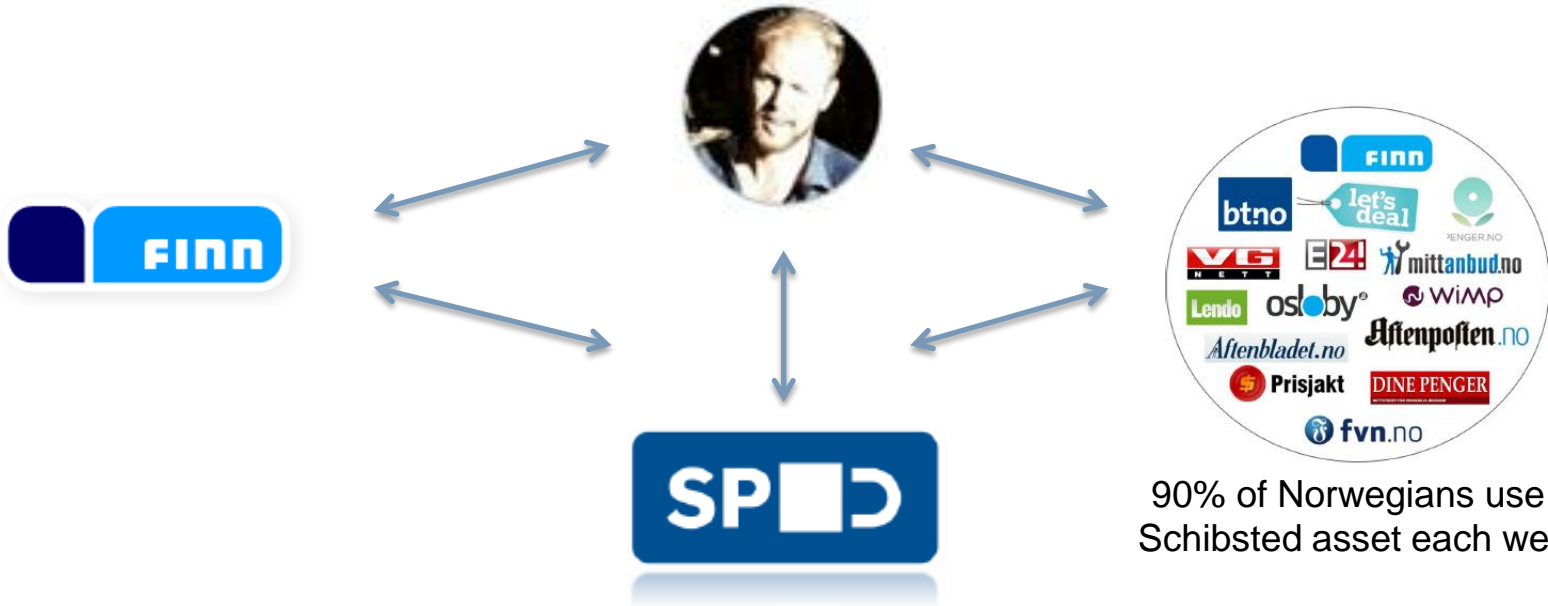 FINN
FINN
bt.no
let's deal
PENGER.NO
VG NETT
E24!
mittanbud.no
Lendo
osloby
WiMP
Aftenbladet.no
Aftenposten.no
Prisjakt
DINE PENGER
fvn.no
SPiD
90% of Norwegians use
Schibsted asset each we